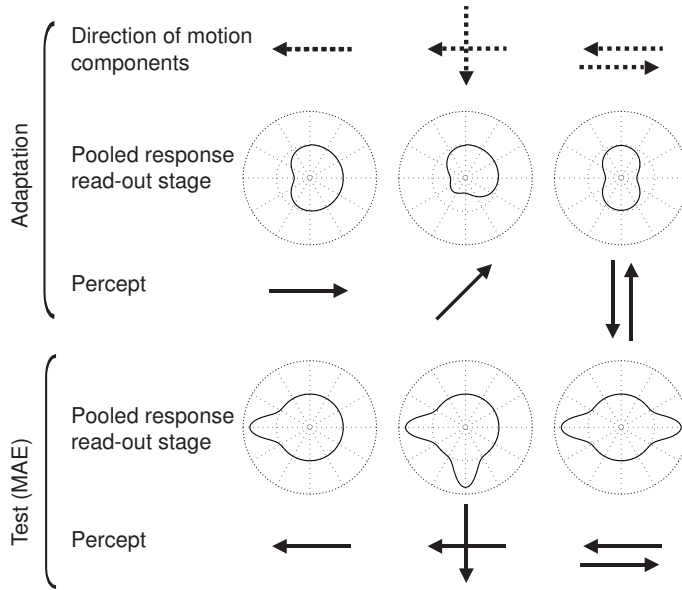 Adaptation
Direction of motion
components
Pooled response
read-out stage
Percept
Test (MAE)
Pooled response
read-out stage
Percept